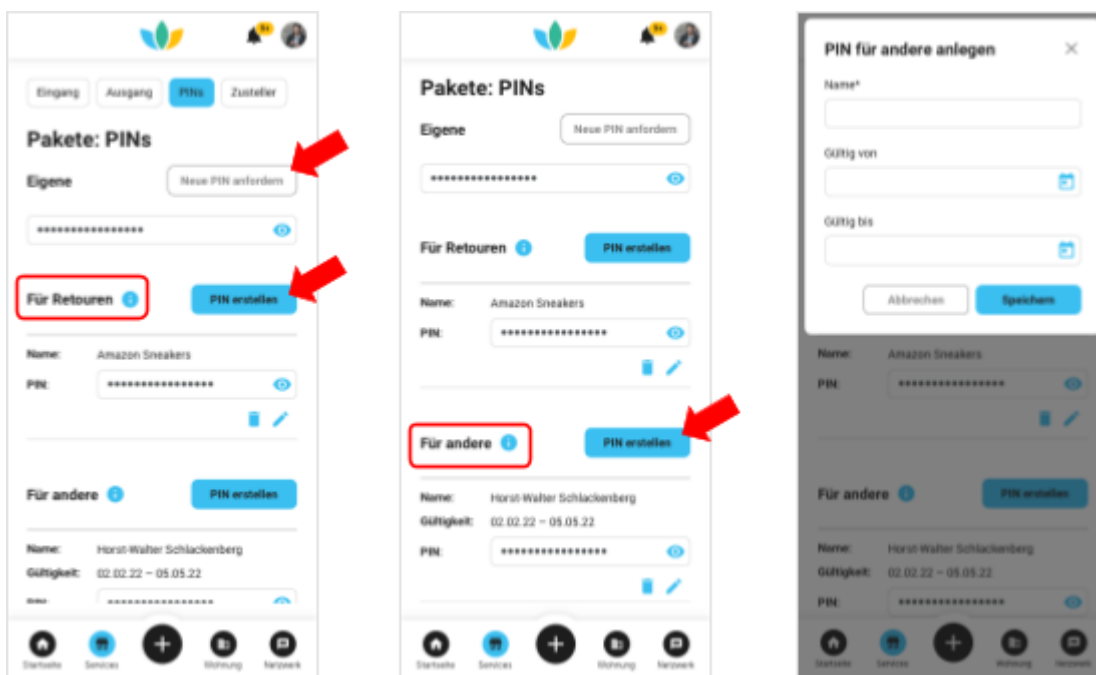 9+
Eingang Ausgang PINs Zusteller
Pakete: PINs
Eigene Neue PIN anfordern
****************
Für Retouren PIN erstellen
Name: Amazon Sneakers
PIN: ****************
Für andere PIN erstellen
Name: Horst-Walter Schlackenberg
Gültigkeit: 02.02.22 – 05.05.22
PIN: ****************
Startseite Services Wohnung Netzwerk
9+
Pakete: PINs
Eigene Neue PIN anfordern
****************
Für Retouren PIN erstellen
Name: Amazon Sneakers
PIN: ****************
Für andere PIN erstellen
Name: Horst-Walter Schlackenberg
Gültigkeit: 02.02.22 – 05.05.22
PIN: ****************
Startseite Services Wohnung Netzwerk
PIN für andere anlegen
Name*
Gültig von
Gültig bis
Abbrechen Speichern
Name: Amazon Sneakers
PIN: ****************
Für andere PIN erstellen
Name: Horst-Walter Schlackenberg
Gültigkeit: 02.02.22 – 05.05.22
PIN: ****************
Startseite Services Wohnung Netzwerk